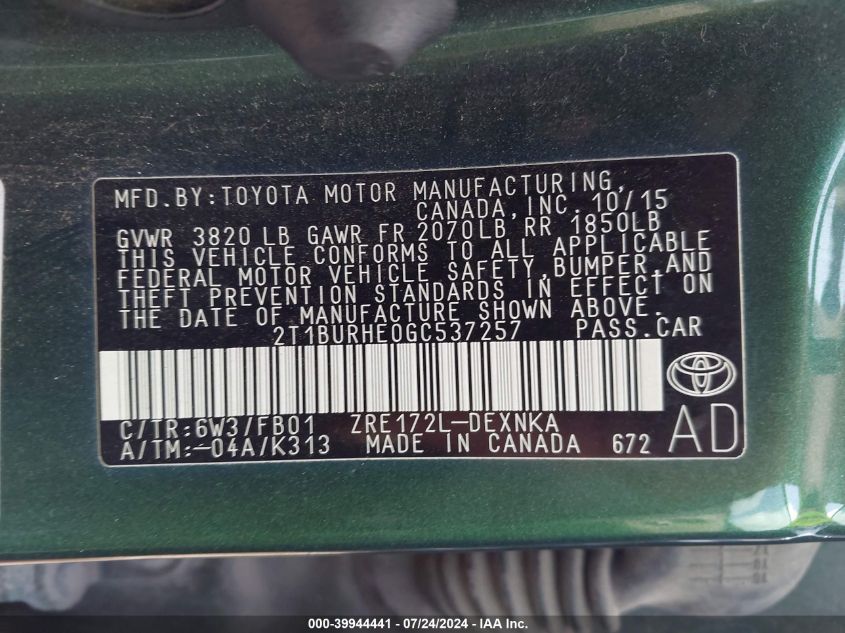 MFD.BY:TOYOTA MOTOR MANUFACTURING,
CANADA,INC. 10/15
GVWR 3820 LB GAWR FR 2070LB RR 1850LB
THIS VEHICLE CONFORMS TO ALL APPLICABLE
FEDERAL MOTOR VEHICLE SAFETY,BUMPER,AND
THEFT PREVENTION STANDARDS IN EFFECT ON
THE DATE OF MANUFACTURE SHOWN ABOVE.
2T1BURHE0GC537257 PASS.CAR
C/TR:6W3/FB01 ZRE172L-DEXNKA
A/TM:-04A/K313 MADE IN CANADA 672 AD
000-39944441 - 07/24/2024 - IAA Inc.